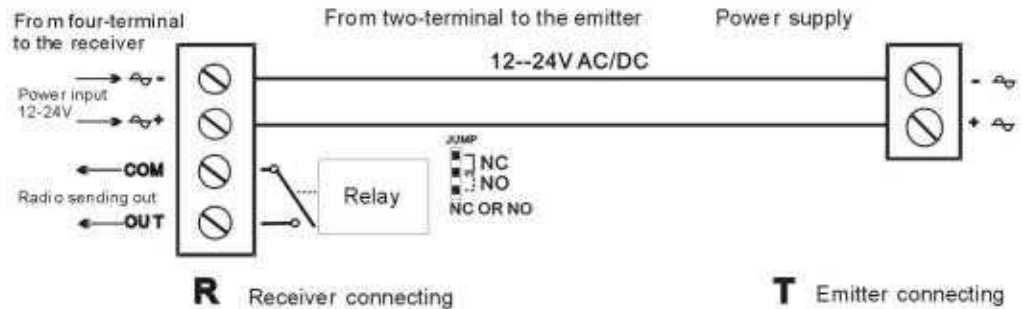 From four-terminal
to the receiver
From two-terminal to the emitter
Power supply
12--24V AC/DC
-
-
Power input
12-24V
+
+
JUMP
NC
NO
NC OR NO
COM
Radio sending out
OUT
Relay
R Receiver connecting
T Emitter connecting